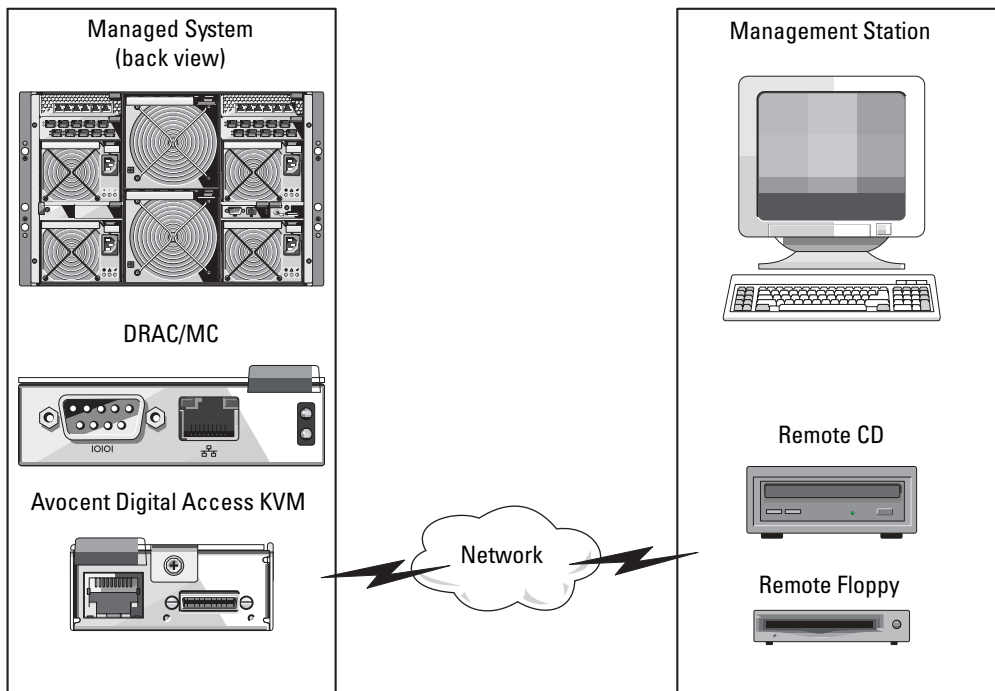 Managed System
(back view)
DRAC/MC
IOIOI
Avocent Digital Access KVM
Network
Management Station
Remote CD
Remote Floppy